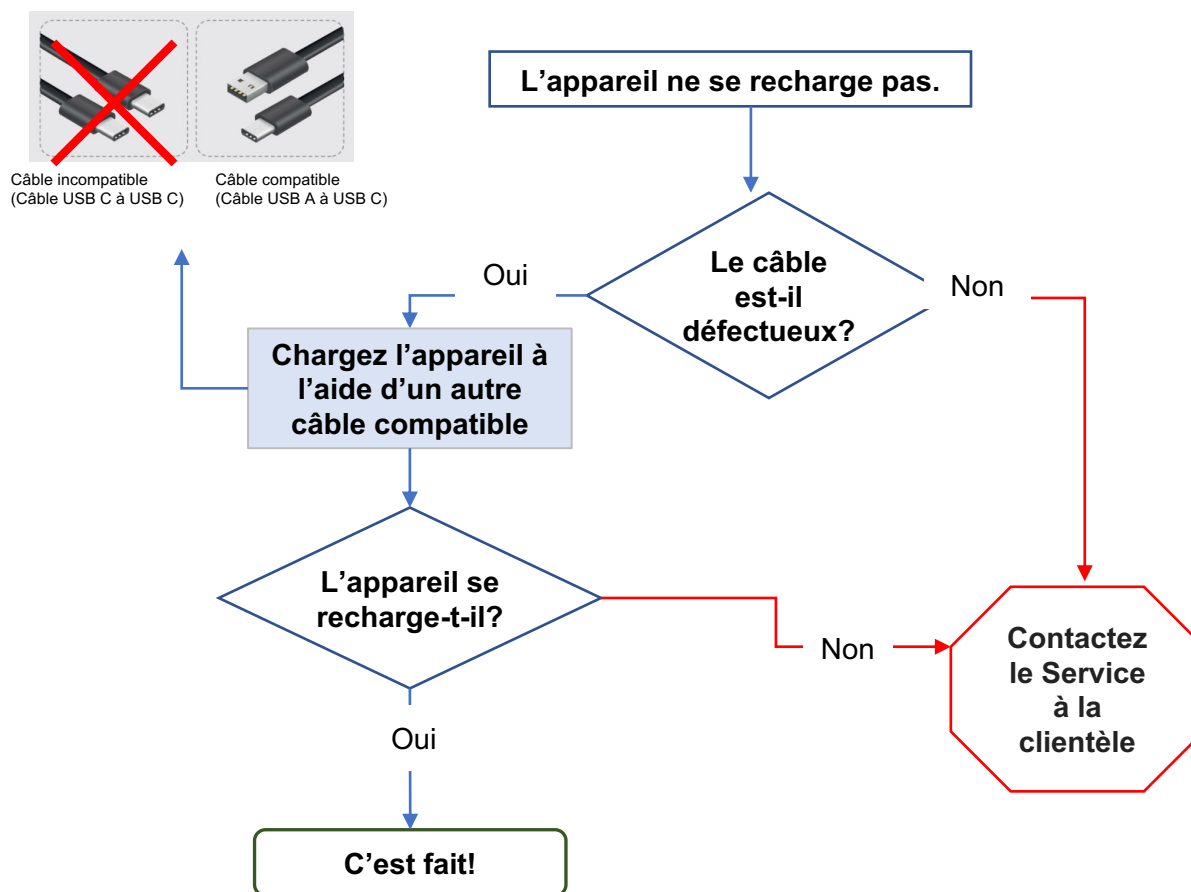 Câble incompatible
(Câble USB C à USB C)
Câble compatible
(Câble USB A à USB C)
L’appareil ne se recharge pas.
Le câble
est-il
défectueux?
Oui
Non
Chargez l’appareil à
l’aide d’un autre
câble compatible
L’appareil se
recharge-t-il?
Non
Contactez
le Service
à la
clientèle
Oui
C’est fait!